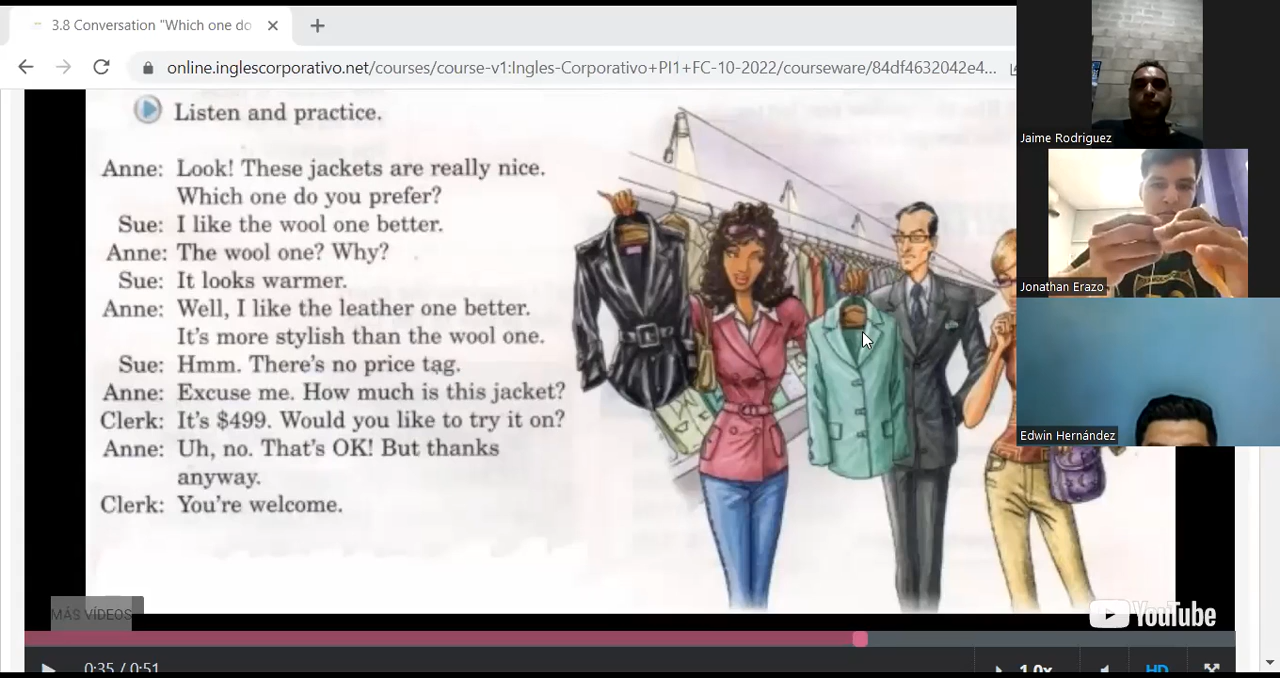 3.8 Conversation "Which one do
online.inglescorporativo.net/courses/course-v1:Ingles-Corporativo+PI1+FC-10-2022/courseware/84df4632042e4...
Listen and practice.
Anne: Look! These jackets are really nice.
Which one do you prefer?
Sue: I like the wool one better.
Anne: The wool one? Why?
Sue: It looks warmer.
Anne: Well, I like the leather one better.
It's more stylish than the wool one.
Sue: Hmm. There's no price tag.
Anne: Excuse me. How much is this jacket?
Clerk: It's $499. Would you like to try it on?
Anne: Uh, no. That's OK! But thanks
anyway.
Clerk: You're welcome.
MÁS VÍDEOS
YouTube
0:35 / 0:51
1.0x
HD
Jaime Rodriguez
Jonathan Erazo
Edwin Hernández